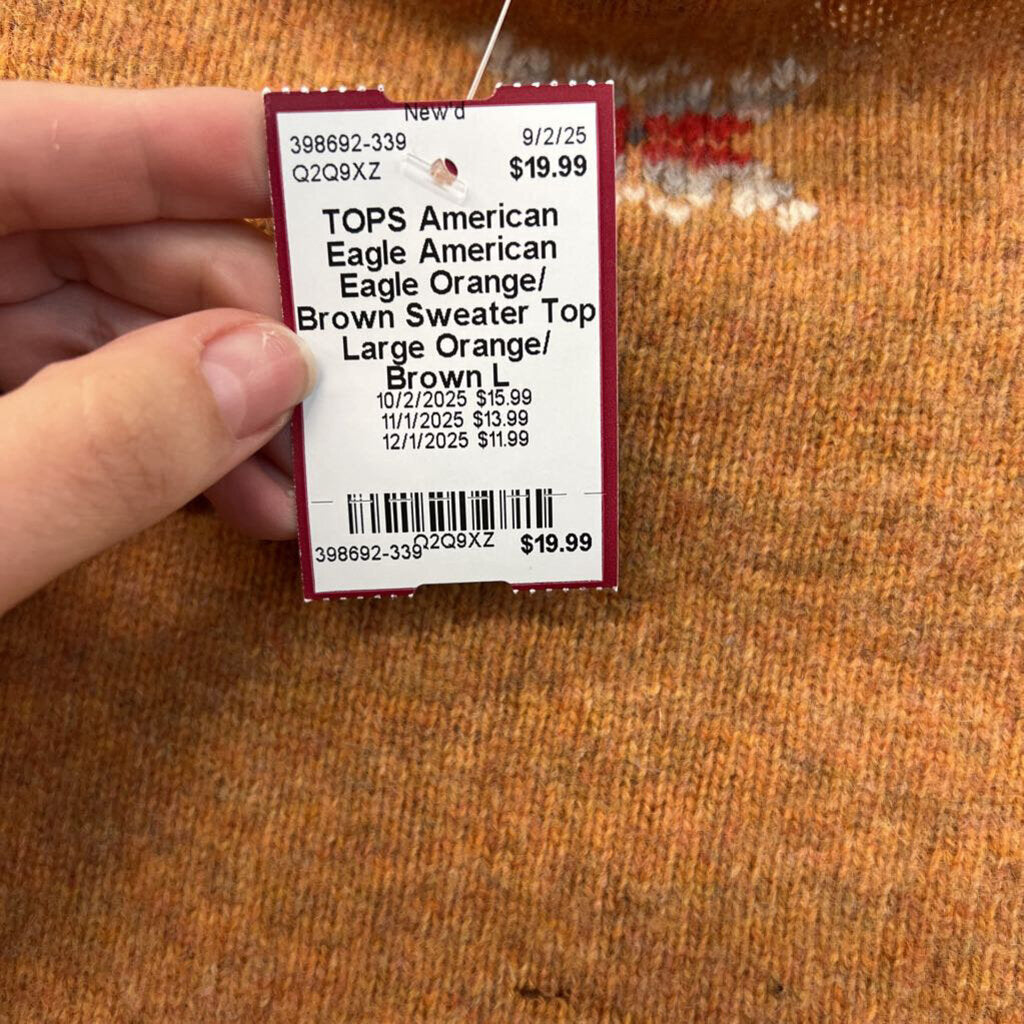 New'd
398692-339 9/2/25
Q2Q9XZ $19.99
TOPS American
Eagle American
Eagle Orange/
Brown Sweater Top
Large Orange/
Brown L
10/2/2025 $15.99
11/1/2025 $13.99
12/1/2025 $11.99
398692-339 Q2Q9XZ $19.99